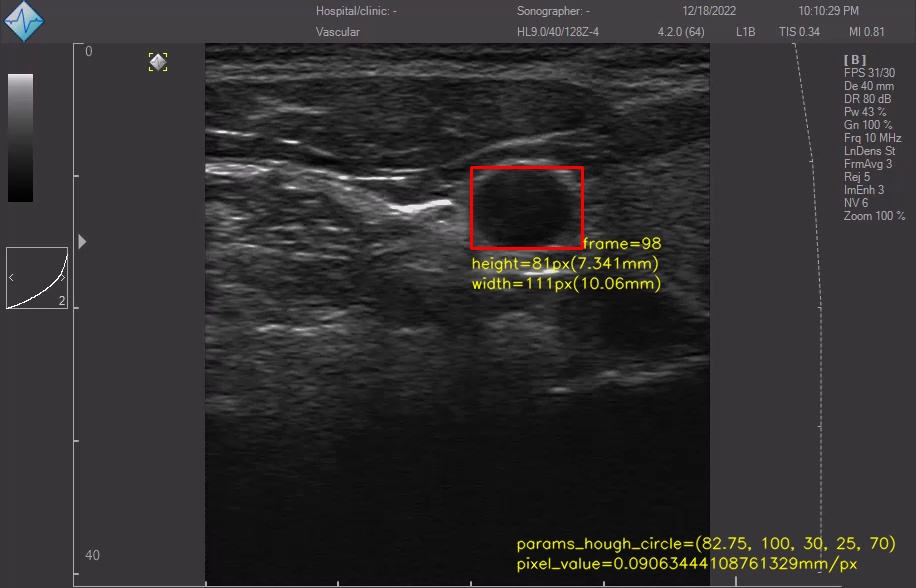 Hospital/clinic: - Sonographer: - 12/18/2022 10:10:29 PM
Vascular HL9.0/40/128Z-4 4.2.0 (64) L1B TIS 0.34 MI 0.81
0
[ B ]
FPS 31/30
De 40 mm
DR 80 dB
Pw 43 %
Gn 100 %
Frq 10 MHz
LnDens St
FrmAvg 3
Rej 5
ImEnh 3
NV 6
Zoom 100 %
frame=98
height=81px(7.341mm)
width=111px(10.06mm)
2
params_hough_circle=(82.75, 100, 30, 25, 70)
40
pixel_value=0.09063444108761329mm/px